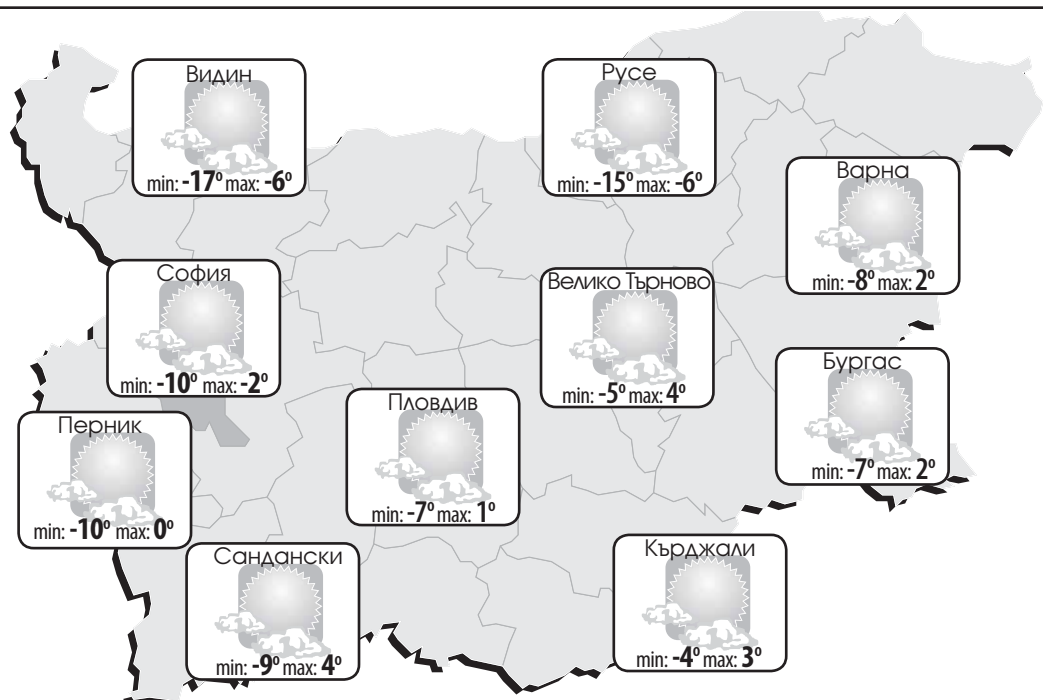 Видин
min: -17° max: -6°
Русе
min: -15° max: -6°
Варна
min: -8° max: 2°
София
min: -10° max: -2°
Велико Търново
min: -5° max: 4°
Бургас
min: -7° max: 2°
Перник
min: -10° max: 0°
Пловдив
min: -7° max: 1°
Сандански
min: -9° max: 4°
Кърджали
min: -4° max: 3°